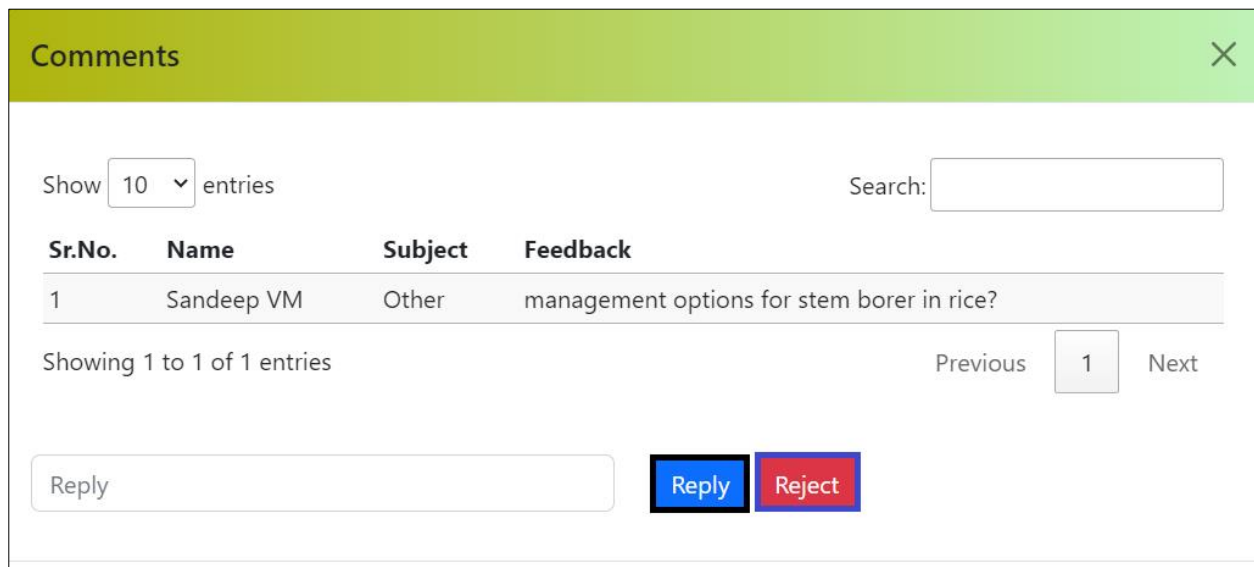 Comments
Show 10 entries Search:
Sr.No. Name Subject Feedback
1 Sandeep VM Other management options for stem borer in rice?
Showing 1 to 1 of 1 entries Previous 1 Next
Reply Reply Reject